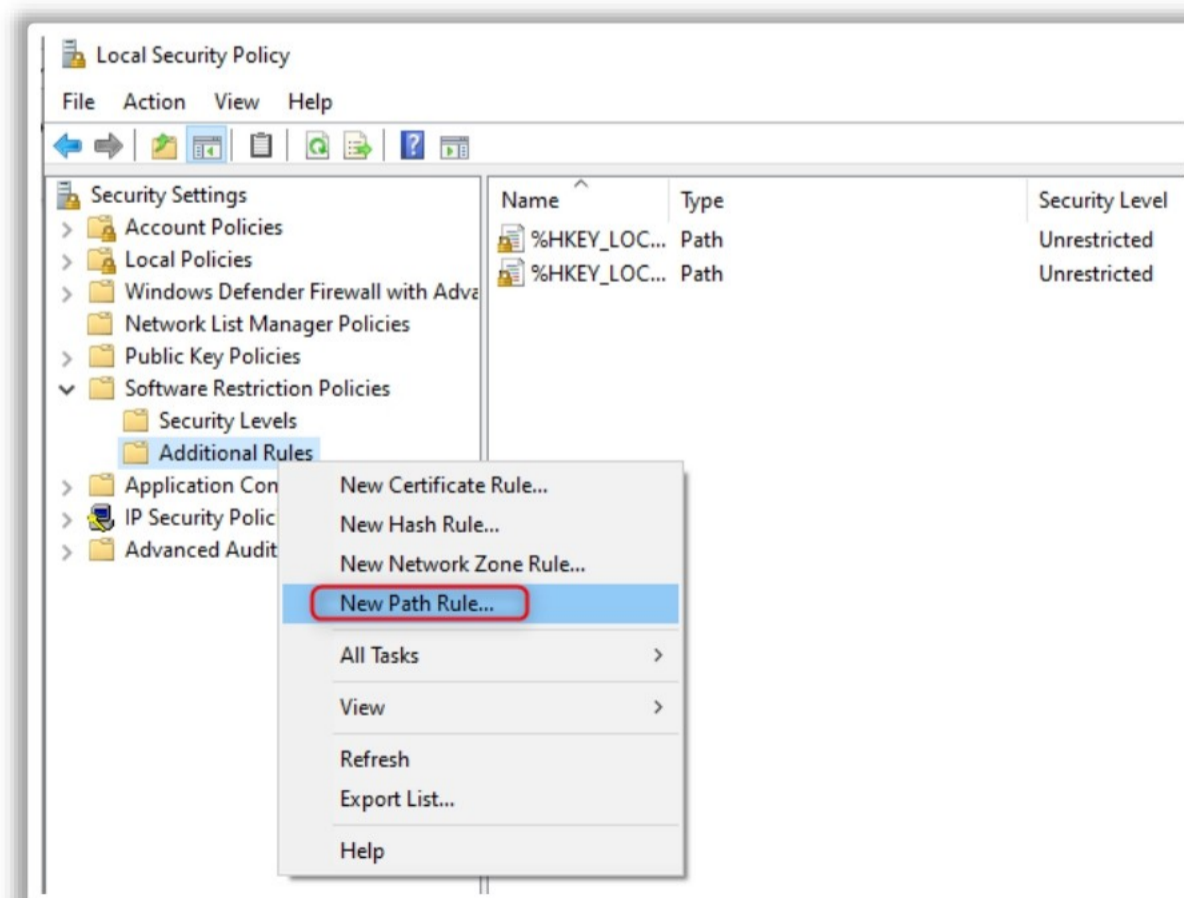 Local Security Policy
File Action View Help
Security Settings
Account Policies
Local Policies
Windows Defender Firewall with Adva
Network List Manager Policies
Public Key Policies
Software Restriction Policies
Security Levels
Additional Rules
Application Con
IP Security Polic
Advanced Audit
Name Type Security Level
%HKEY_LOC... Path Unrestricted
%HKEY_LOC... Path Unrestricted
New Certificate Rule...
New Hash Rule...
New Network Zone Rule...
New Path Rule...
All Tasks
View
Refresh
Export List...
Help